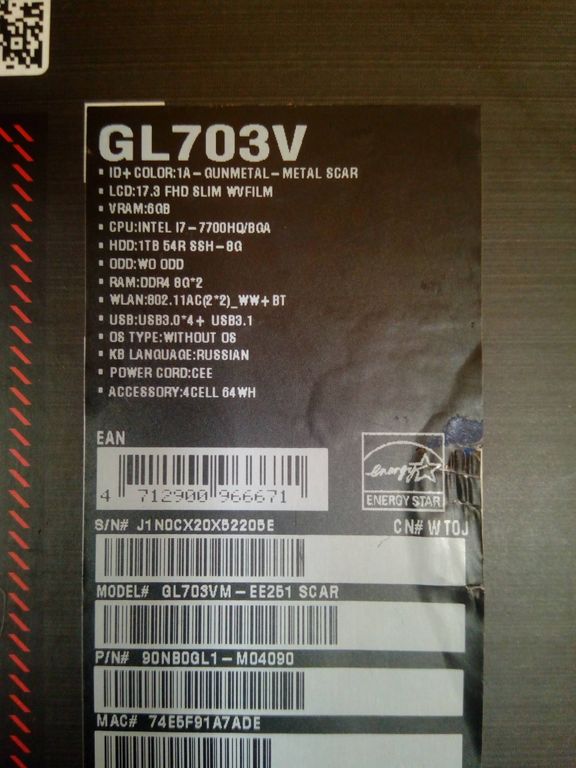 GL703V
• ID+COLOR:1A-GUNMETAL-METAL SCAR
• LCD:17.3 FHD SLIM WVFILM
• VRAM:6GB
• CPU:INTEL I7-7700HQ/BGA
• HDD:1TB 54R SSH-8G
• ODD:WO ODD
• RAM:DDR4 8G*2
• WLAN:802.11AC(2*2)_WW+BT
• USB:USB3.0*4+ USB3.1
• OS TYPE:WITHOUT OS
• KB LANGUAGE:RUSSIAN
• POWER CORD:CEE
• ACCESSORY:4CELL 64WH
EAN
4 712900 966671
energy
ENERGY STAR
S/N# J1N0CX20X52205E CN# WT0J
MODEL# GL703VM-EE251 SCAR
P/N# 90NB0GL1-M04090
MAC# 74E5F91A7ADE